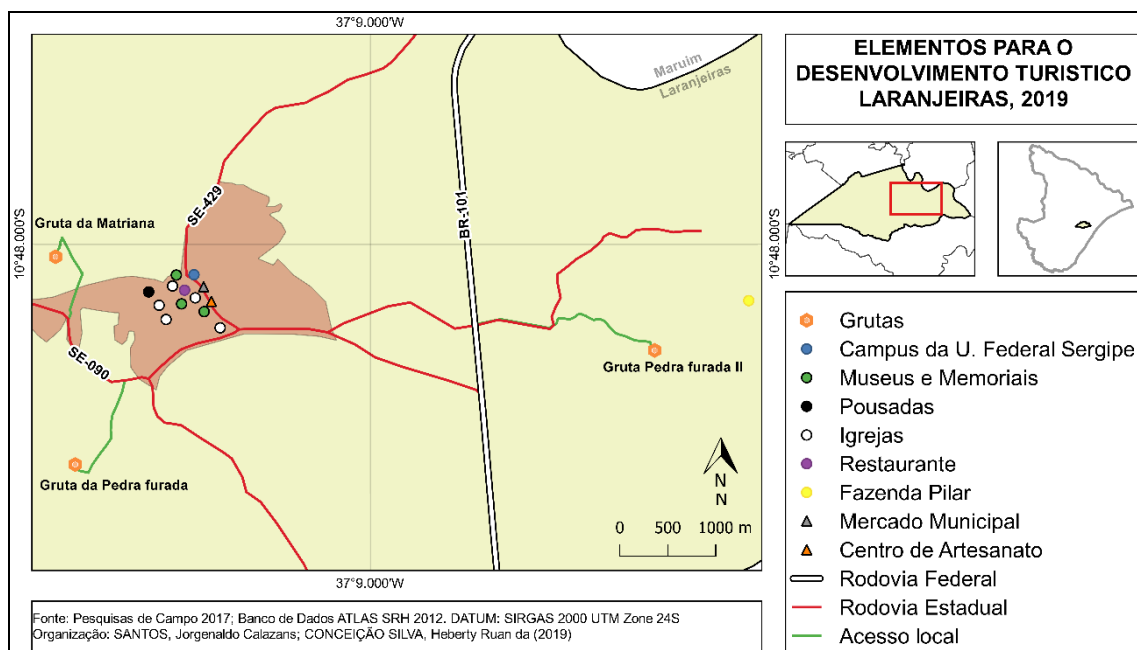 37°9.000'W
ELEMENTOS PARA O
DESENVOLVIMENTO TURISTICO
LARANJEIRAS, 2019
Maruim
Laranjeiras
SE-429
BR-101
Gruta da Matriana
10°48.000'S
10°48.000'S
SE-090
Gruta Pedra furada II
Gruta da Pedra furada
N
N
0 500 1000 m
37°9.000'W
Grutas
Campus da U. Federal Sergipe
Museus e Memoriais
Pousadas
Igrejas
Restaurante
Fazenda Pilar
Mercado Municipal
Centro de Artesanato
Rodovia Federal
Rodovia Estadual
Acesso local
Fonte: Pesquisas de Campo 2017; Banco de Dados ATLAS SRH 2012. DATUM: SIRGAS 2000 UTM Zone 24S
Organização: SANTOS, Jorgenaldo Calazans; CONCEIÇÃO SILVA, Heberty Ruan da (2019)